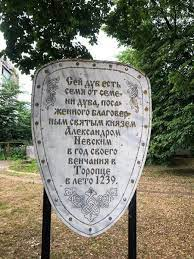 Сей дуб есть
семя от семе-
ни дуба, поса-
женного благовер-
ным святым князем
Александром
Невским
в год своего
венчания в
Торопце
в лето 1239.